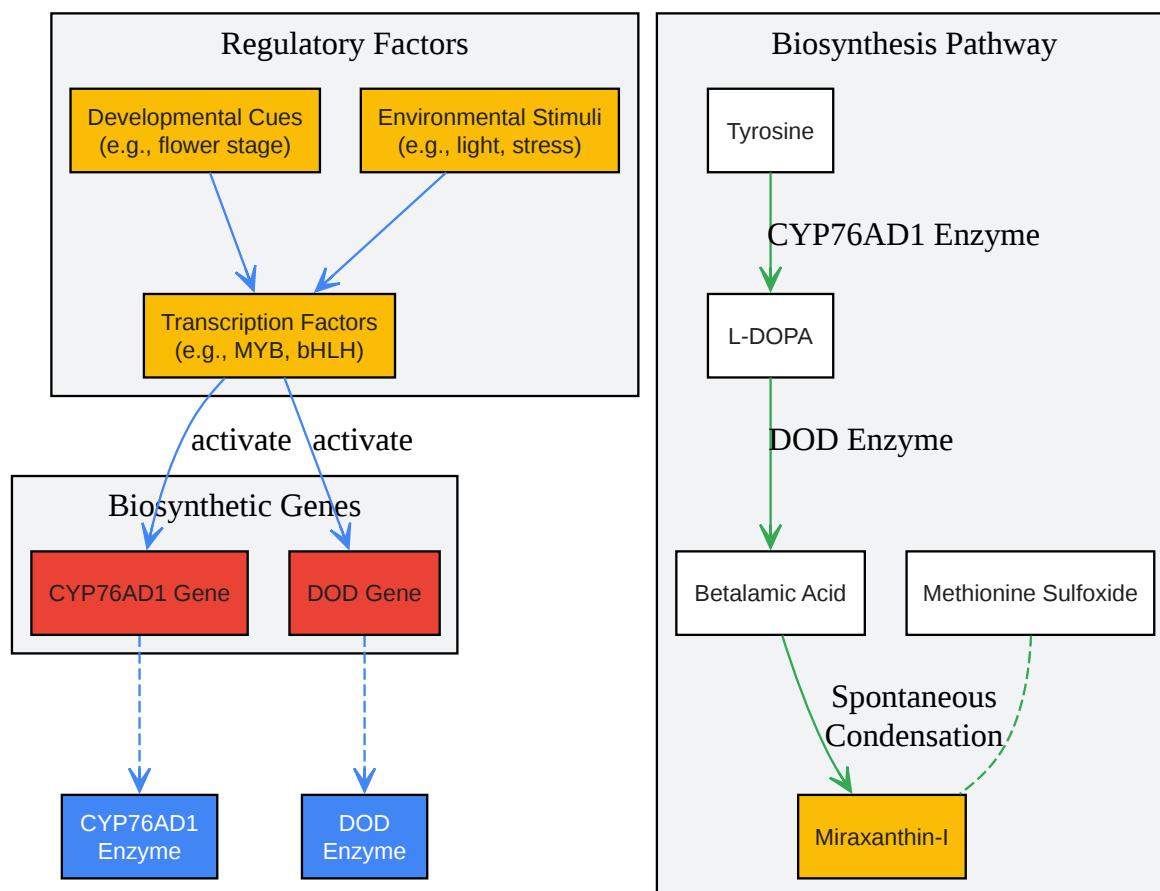 Regulatory Factors
Developmental Cues
(e.g., flower stage)
Environmental Stimuli
(e.g., light, stress)
Transcription Factors
(e.g., MYB, bHLH)
activate
activate
Biosynthetic Genes
CYP76AD1 Gene
DOD Gene
CYP76AD1
Enzyme
DOD
Enzyme
Biosynthesis Pathway
Tyrosine
CYP76AD1 Enzyme
L-DOPA
DOD Enzyme
Betalamic Acid
Methionine Sulfoxide
Spontaneous
Condensation
Miraxanthin-I